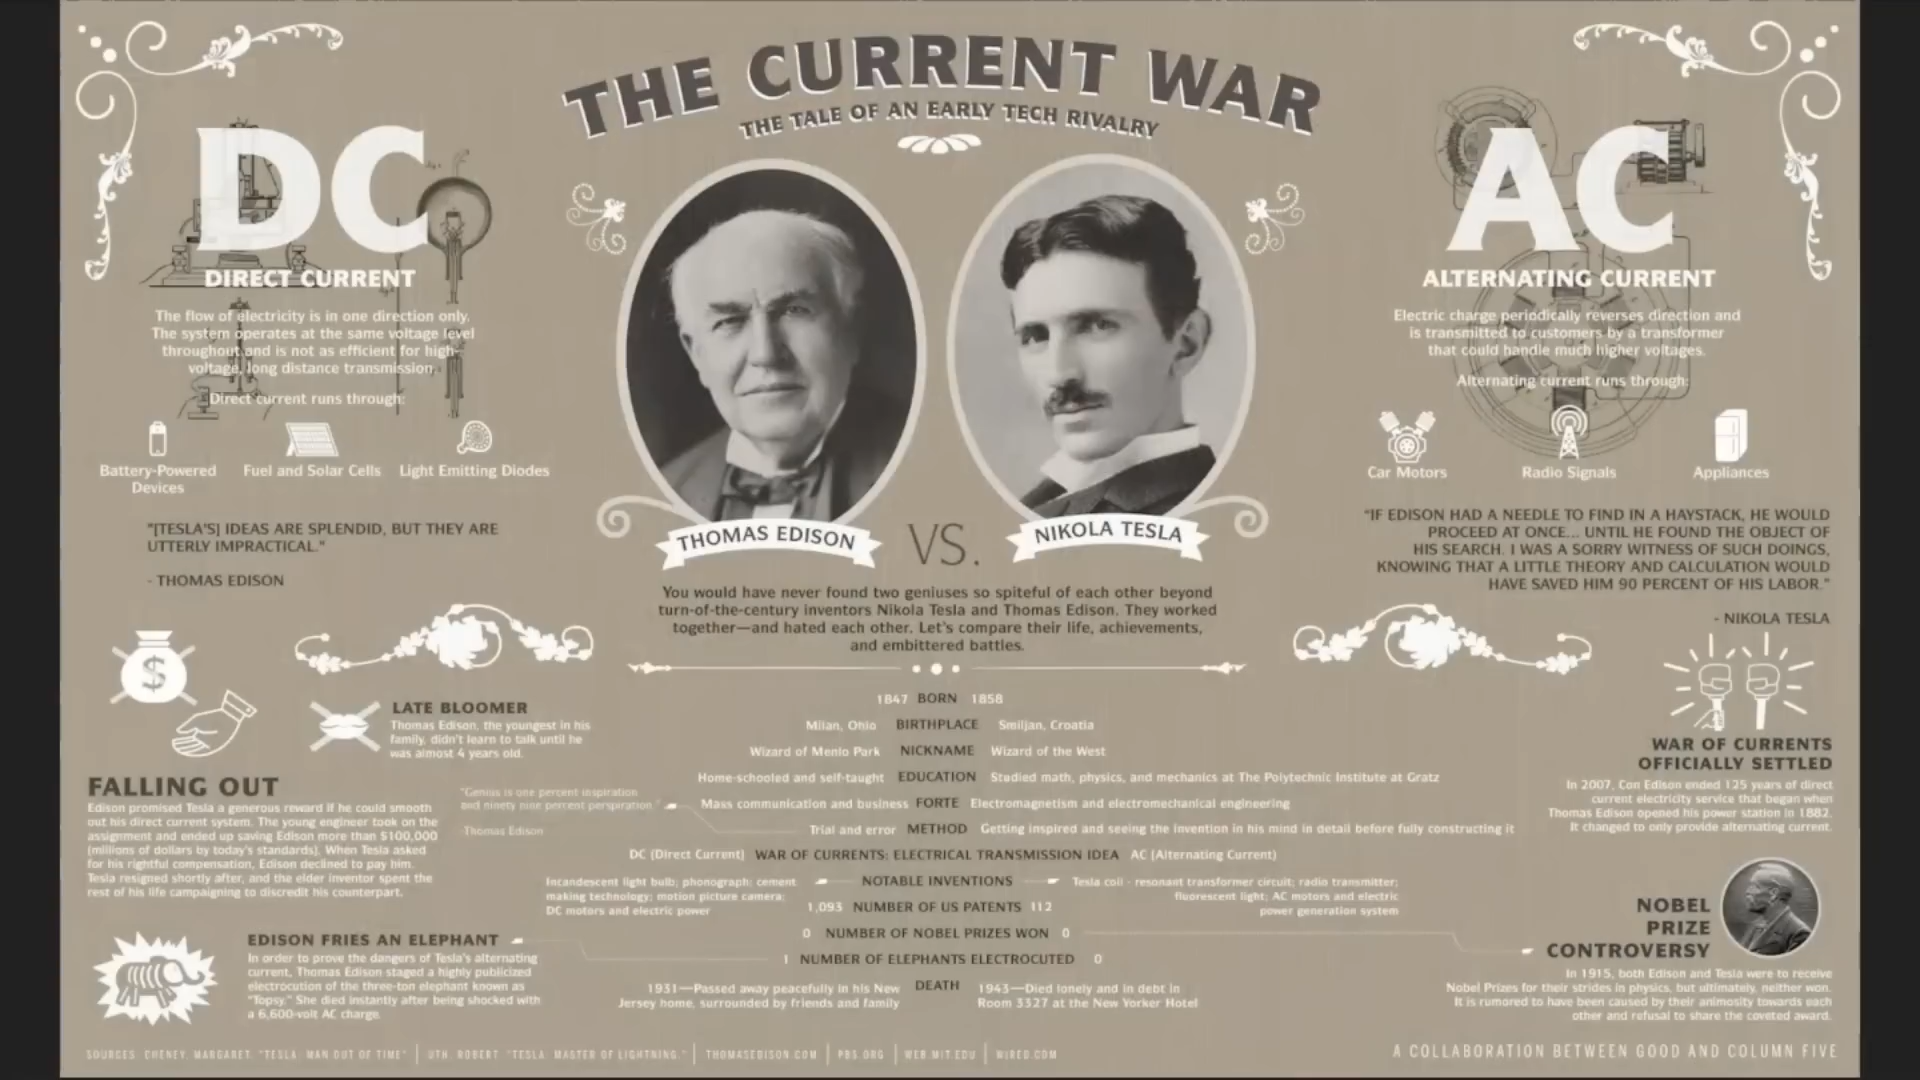 THE CURRENT WAR
THE TALE OF AN EARLY TECH RIVALRY
DC
DIRECT CURRENT
The flow of electricity is in one direction only.
The system operates at the same voltage level
throughout and is not as efficient for high-
voltage, long distance transmission.
Direct current runs through:
Battery-Powered
Devices
Fuel and Solar Cells
Light Emitting Diodes
"[TESLA'S] IDEAS ARE SPLENDID, BUT THEY ARE
UTTERLY IMPRACTICAL."
- THOMAS EDISON
AC
ALTERNATING CURRENT
Electric charge periodically reverses direction and
is transmitted to customers by a transformer
that could handle much higher voltages.
Alternating current runs through:
Car Motors
Radio Signals
Appliances
"IF EDISON HAD A NEEDLE TO FIND IN A HAYSTACK, HE WOULD
PROCEED AT ONCE... UNTIL HE FOUND THE OBJECT OF
HIS SEARCH. I WAS A SORRY WITNESS OF SUCH DOINGS,
KNOWING THAT A LITTLE THEORY AND CALCULATION WOULD
HAVE SAVED HIM 90 PERCENT OF HIS LABOR."
- NIKOLA TESLA
THOMAS EDISON
VS.
NIKOLA TESLA
You would have never found two geniuses so spiteful of each other beyond
turn-of-the-century inventors Nikola Tesla and Thomas Edison. They worked
together—and hated each other. Let's compare their life, achievements,
and embittered battles.
1847 BORN 1858
Milan, Ohio BIRTHPLACE Smiljan, Croatia
Wizard of Menlo Park NICKNAME Wizard of the West
Home-schooled and self-taught EDUCATION Studied math, physics, and mechanics at The Polytechnic Institute at Gratz
Mass communication and business FORTE Electromagnetism and electromechanical engineering
Trial and error METHOD Getting inspired and seeing the invention in his mind in detail before fully constructing it
DC (Direct Current) WAR OF CURRENTS: ELECTRICAL TRANSMISSION IDEA AC (Alternating Current)
Incandescent light bulb; phonograph; cement
making technology; motion picture camera;
DC motors and electric power
NOTABLE INVENTIONS
Tesla coil - resonant transformer circuit; radio transmitter;
fluorescent light; AC motors and electric
power generation system
1,093 NUMBER OF US PATENTS 112
0 NUMBER OF NOBEL PRIZES WON 0
1 NUMBER OF ELEPHANTS ELECTROCUTED 0
1931—Passed away peacefully in his New
Jersey home, surrounded by friends and family
DEATH
1943—Died lonely and in debt in
Room 3327 at the New Yorker Hotel
LATE BLOOMER
Thomas Edison, the youngest in his
family, didn't learn to talk until he
was almost 4 years old.
"Genius is one percent inspiration
and ninety nine percent perspiration."
-Thomas Edison
FALLING OUT
Edison promised Tesla a generous reward if he could smooth
out his direct current system. The young engineer took on the
assignment and ended up saving Edison more than $100,000
(millions of dollars by today's standards). When Tesla asked
for his rightful compensation, Edison declined to pay him.
Tesla resigned shortly after, and the elder inventor spent the
rest of his life campaigning to discredit his counterpart.
EDISON FRIES AN ELEPHANT
In order to prove the dangers of Tesla's alternating
current, Thomas Edison staged a highly publicized
electrocution of the three-ton elephant known as
"Topsy." She died instantly after being shocked with
a 6,600-volt AC charge.
WAR OF CURRENTS
OFFICIALLY SETTLED
In 2007, Con Edison ended 125 years of direct
current electricity service that began when
Thomas Edison opened his power station in 1882.
It changed to only provide alternating current.
NOBEL
PRIZE
CONTROVERSY
In 1915, both Edison and Tesla were to receive
Nobel Prizes for their strides in physics, but ultimately, neither won.
It is rumored to have been caused by their animosity towards each
other and refusal to share the coveted award.
SOURCES: CHENEY, MARGARET. "TESLA: MAN OUT OF TIME" | UTH, ROBERT. "TESLA: MASTER OF LIGHTNING." | THOMASEDISON.COM | PBS.ORG | WEB.MIT.EDU | WIRED.COM
A COLLABORATION BETWEEN GOOD AND COLUMN FIVE